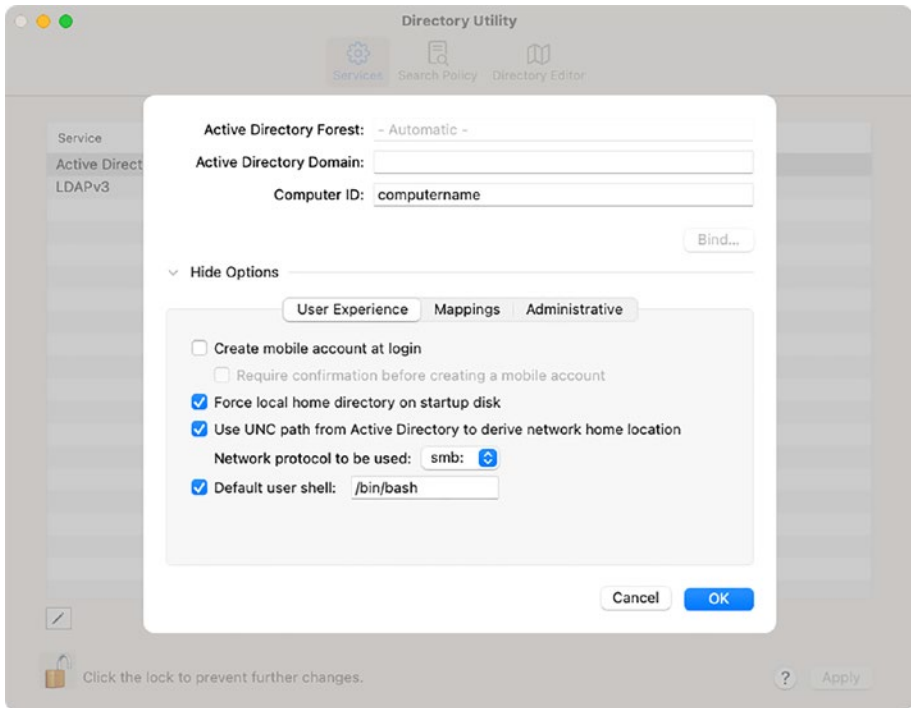 Directory Utility
Services Search Policy Directory Editor
Service
Active Direct
LDAPv3
Active Directory Forest: - Automatic -
Active Directory Domain:
Computer ID: computername
Bind...
Hide Options
User Experience Mappings Administrative
Create mobile account at login
Require confirmation before creating a mobile account
Force local home directory on startup disk
Use UNC path from Active Directory to derive network home location
Network protocol to be used: smb:
Default user shell: /bin/bash
Cancel OK
Click the lock to prevent further changes. ? Apply